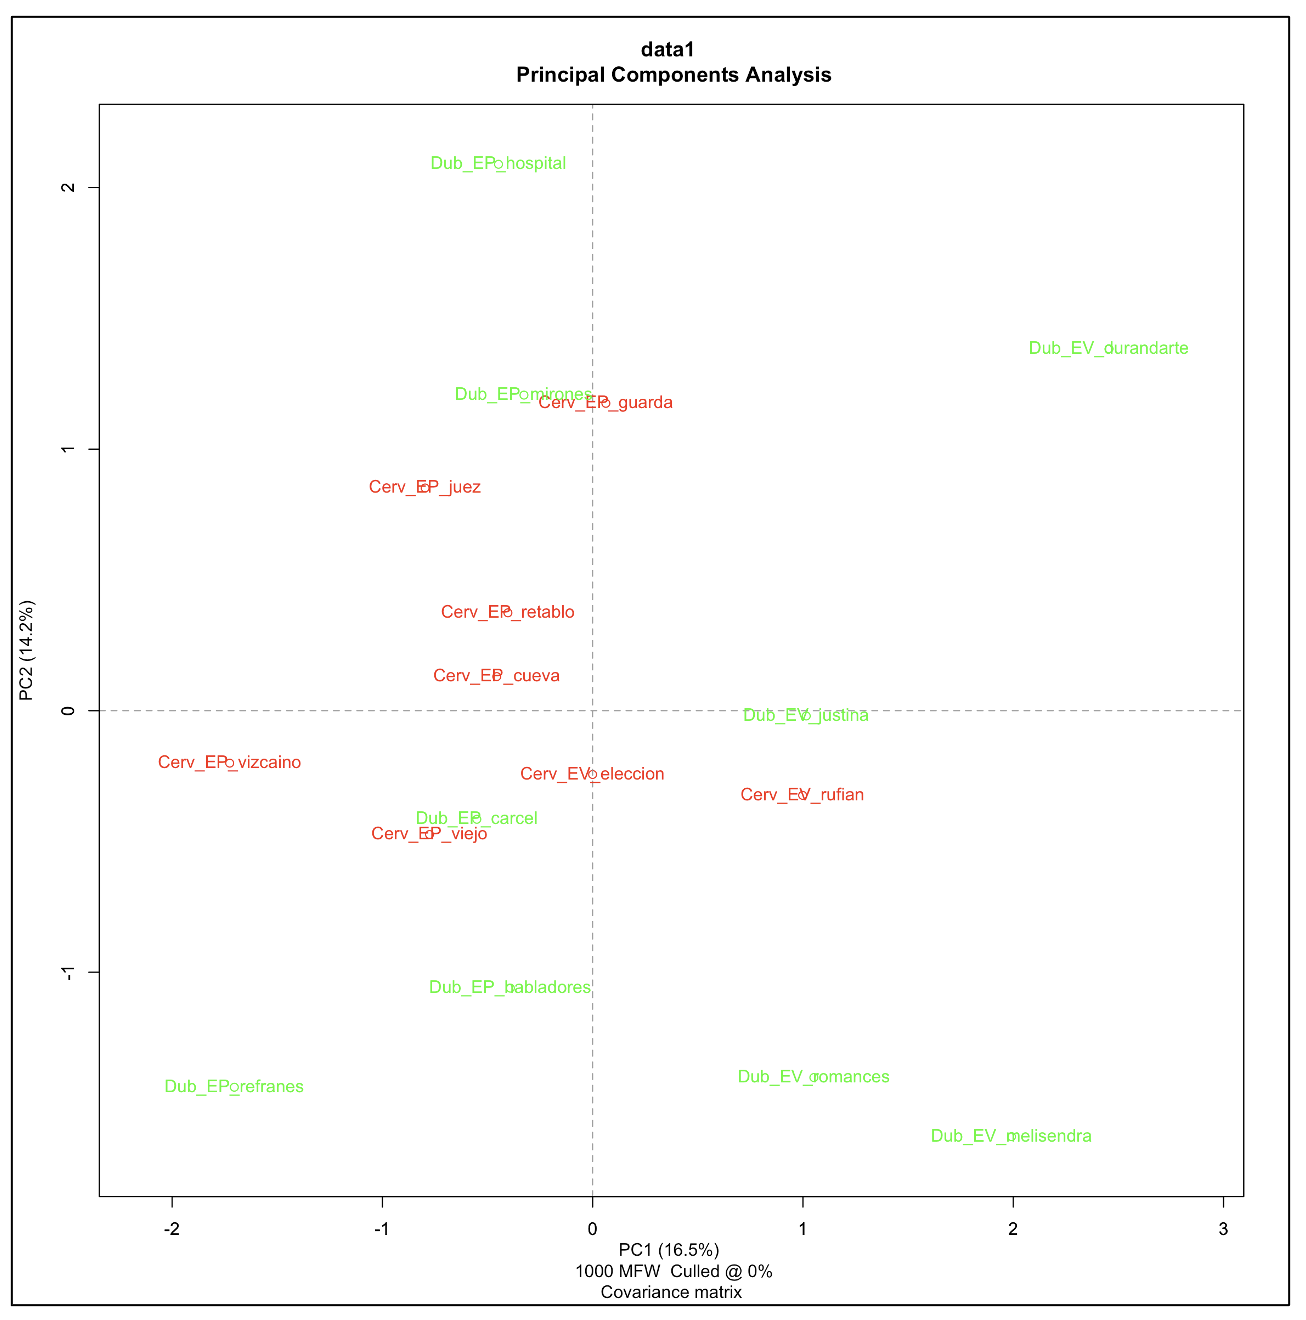 data1
Principal Components Analysis
Dub_EP_hospital
2
Dub_EV_durandarte
Dub_EP_mirones
Cerv_EP_guarda
1
Cerv_EP_juez
Cerv_EP_retablo
PC2 (14.2%)
Cerv_EP_cueva
0
Dub_EV_justina
Cerv_EP_vizcaino
Cerv_EV_eleccion
Cerv_EV_rufian
Dub_EP_carcel
Cerv_EP_viejo
-1
Dub_EP_habladores
Dub_EV_romances
Dub_EP_refranes
Dub_EV_melisendra
-2 -1 0 1 2 3
PC1 (16.5%)
1000 MFW Culled @ 0%
Covariance matrix